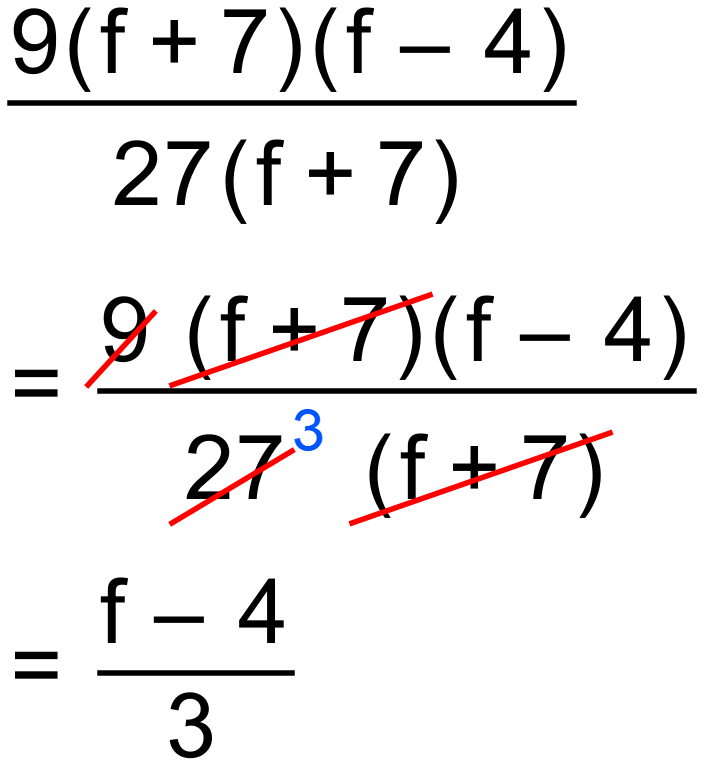 9(f + 7)(f – 4)
27(f + 7)
= 9 (f + 7)(f – 4)
27 3 (f + 7)
= f – 4
3